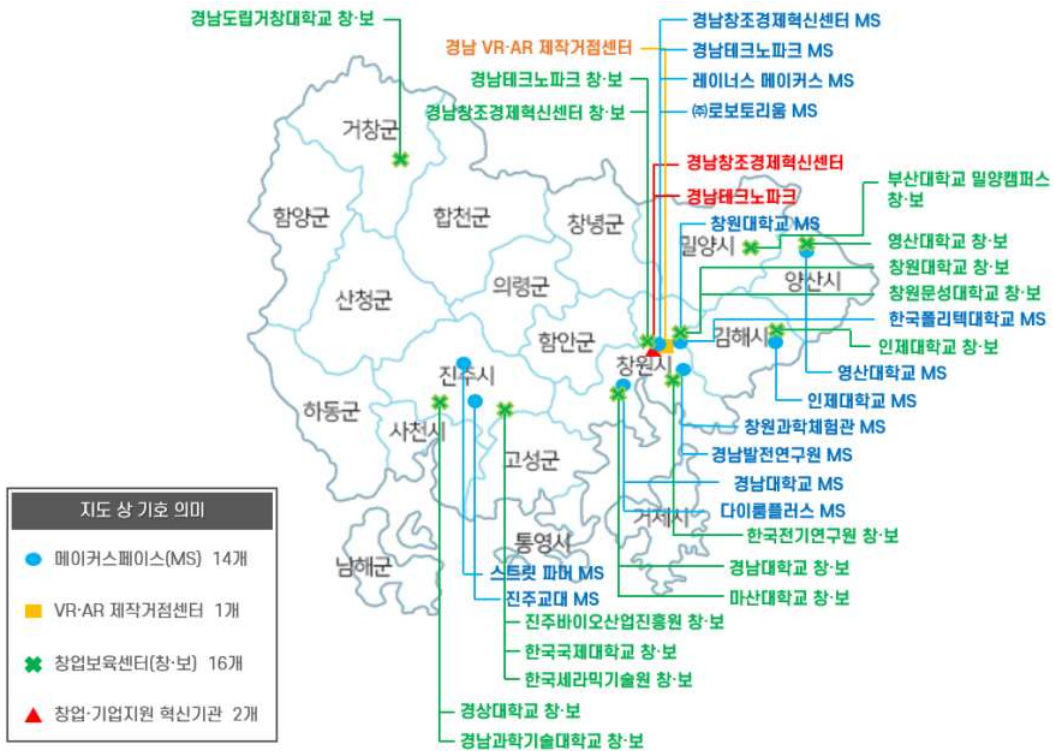 경남도립거창대학교 창·보
경남창조경제혁신센터 MS
경남 VR·AR 제작거점센터
경남테크노파크 MS
경남테크노파크 창·보
레이너스 메이커스 MS
경남창조경제혁신센터 창·보
㈜로보토리움 MS
거창군
경남창조경제혁신센터
부산대학교 밀양캠퍼스
창·보
경남테크노파크
함양군
합천군
창녕군
창원대학교 MS
밀양시
영산대학교 창·보
창원대학교 창·보
양산시
산청군
의령군
창원문성대학교 창·보
한국폴리텍대학교 MS
함안군
김해시
인제대학교 창·보
창원시
진주시
영산대학교 MS
인제대학교 MS
하동군
사천시
창원과학체험관 MS
고성군
경남발전연구원 MS
경남대학교 MS
다이룸플러스 MS
거제시
한국전기연구원 창·보
통영시
남해군
스트릿 파머 MS
경남대학교 창·보
진주교대 MS
마산대학교 창·보
진주바이오산업진흥원 창·보
한국국제대학교 창·보
한국세라믹기술원 창·보
경상대학교 창·보
경남과학기술대학교 창·보
지도 상 기호 의미
메이커스페이스(MS) 14개
VR·AR 제작거점센터 1개
창업보육센터(창·보) 16개
창업·기업지원 혁신기관 2개